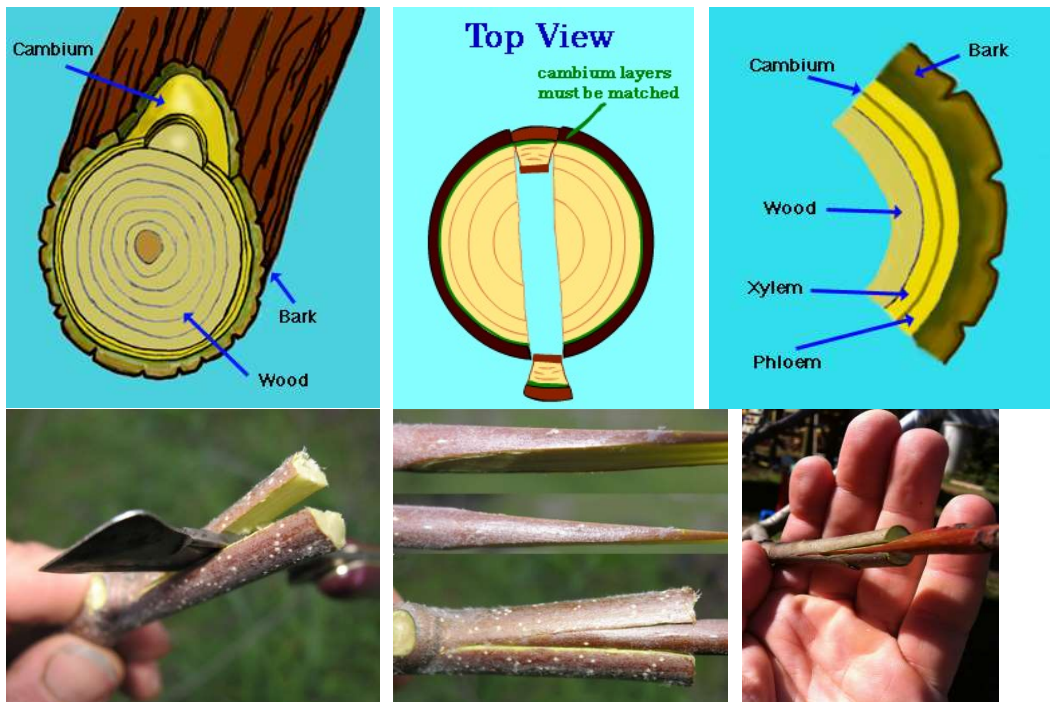 Cambium
Bark
Wood
Top View
cambium layers
must be matched
Cambium
Bark
Wood
Xylem
Phloem